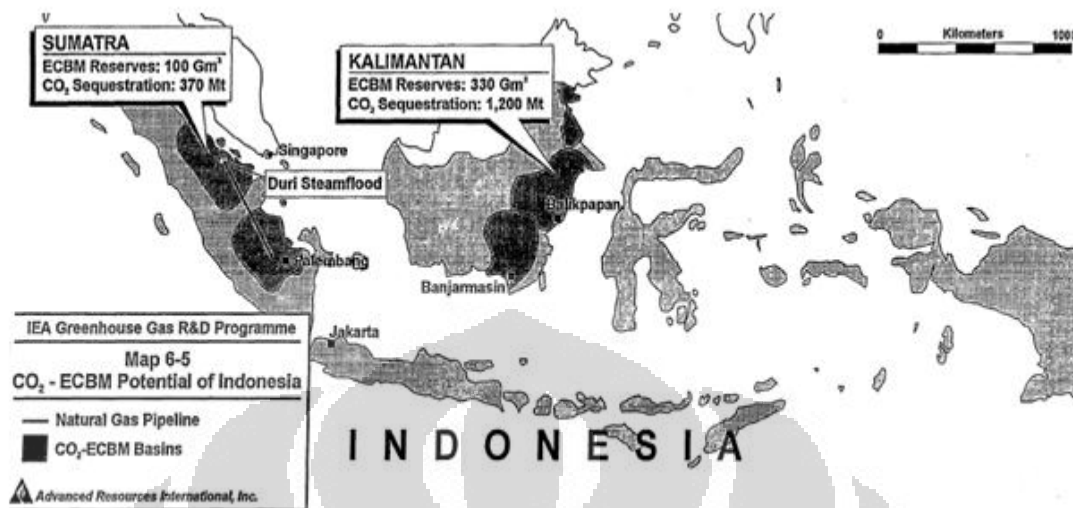 SUMATRA
ECBM Reserves: 100 Gm³
CO₂ Sequestration: 370 Mt
KALIMANTAN
ECBM Reserves: 330 Gm³
CO₂ Sequestration: 1,200 Mt
0 Kilometers 1000
Singapore
Duri Steamflood
Balikpapan
Palembang
Banjarmasin
Jakarta
IEA Greenhouse Gas R&D Programme
Map 6-5
CO₂ - ECBM Potential of Indonesia
Natural Gas Pipeline
CO₂-ECBM Basins
Advanced Resources International, Inc.
INDONESIA